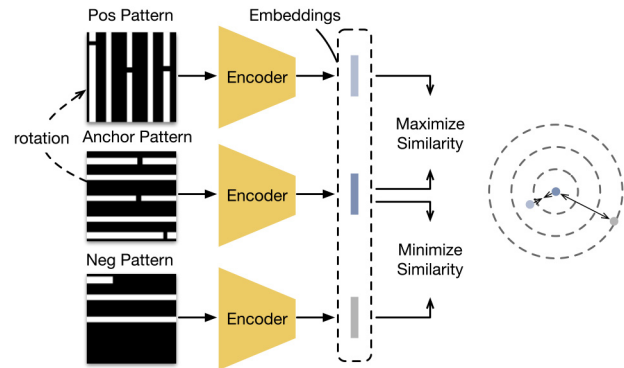 Pos Pattern
Embeddings
Encoder
rotation
Anchor Pattern
Encoder
Maximize
Similarity
Neg Pattern
Encoder
Minimize
Similarity